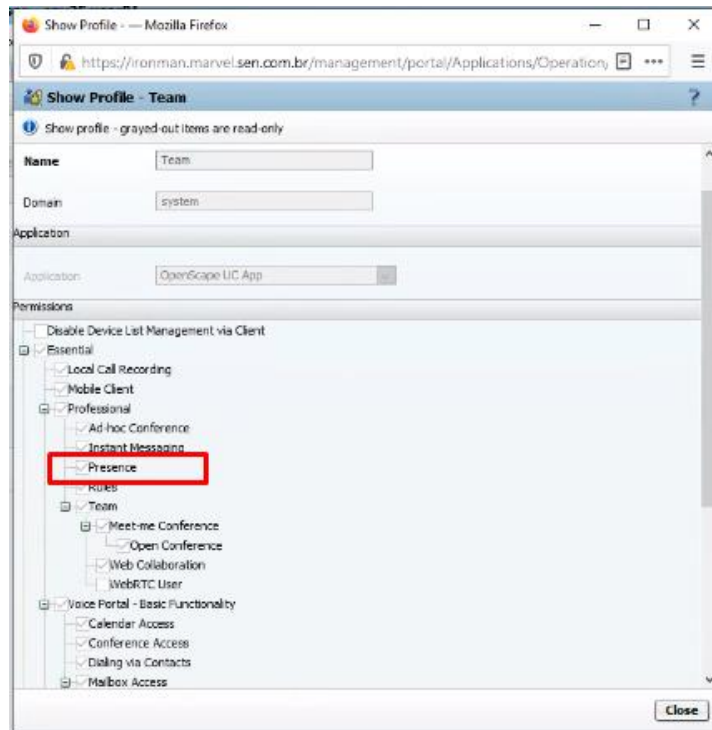 Show Profile - — Mozilla Firefox
https://ironman.marvel.sen.com.br/management/portal/Applications/Operation,
Show Profile - Team
?
Show profile - grayed-out items are read-only
Name Team
Domain system
Application
Application OpenScape UC App
Permissions
Disable Device List Management via Client
Essential
Local Call Recording
Mobile Client
Professional
Ad-hoc Conference
Instant Messaging
Presence
Rules
Team
Meet-me Conference
Open Conference
Web Collaboration
WebRTC User
Voice Portal - Basic Functionality
Calendar Access
Conference Access
Dialing via Contacts
Mailbox Access
Close